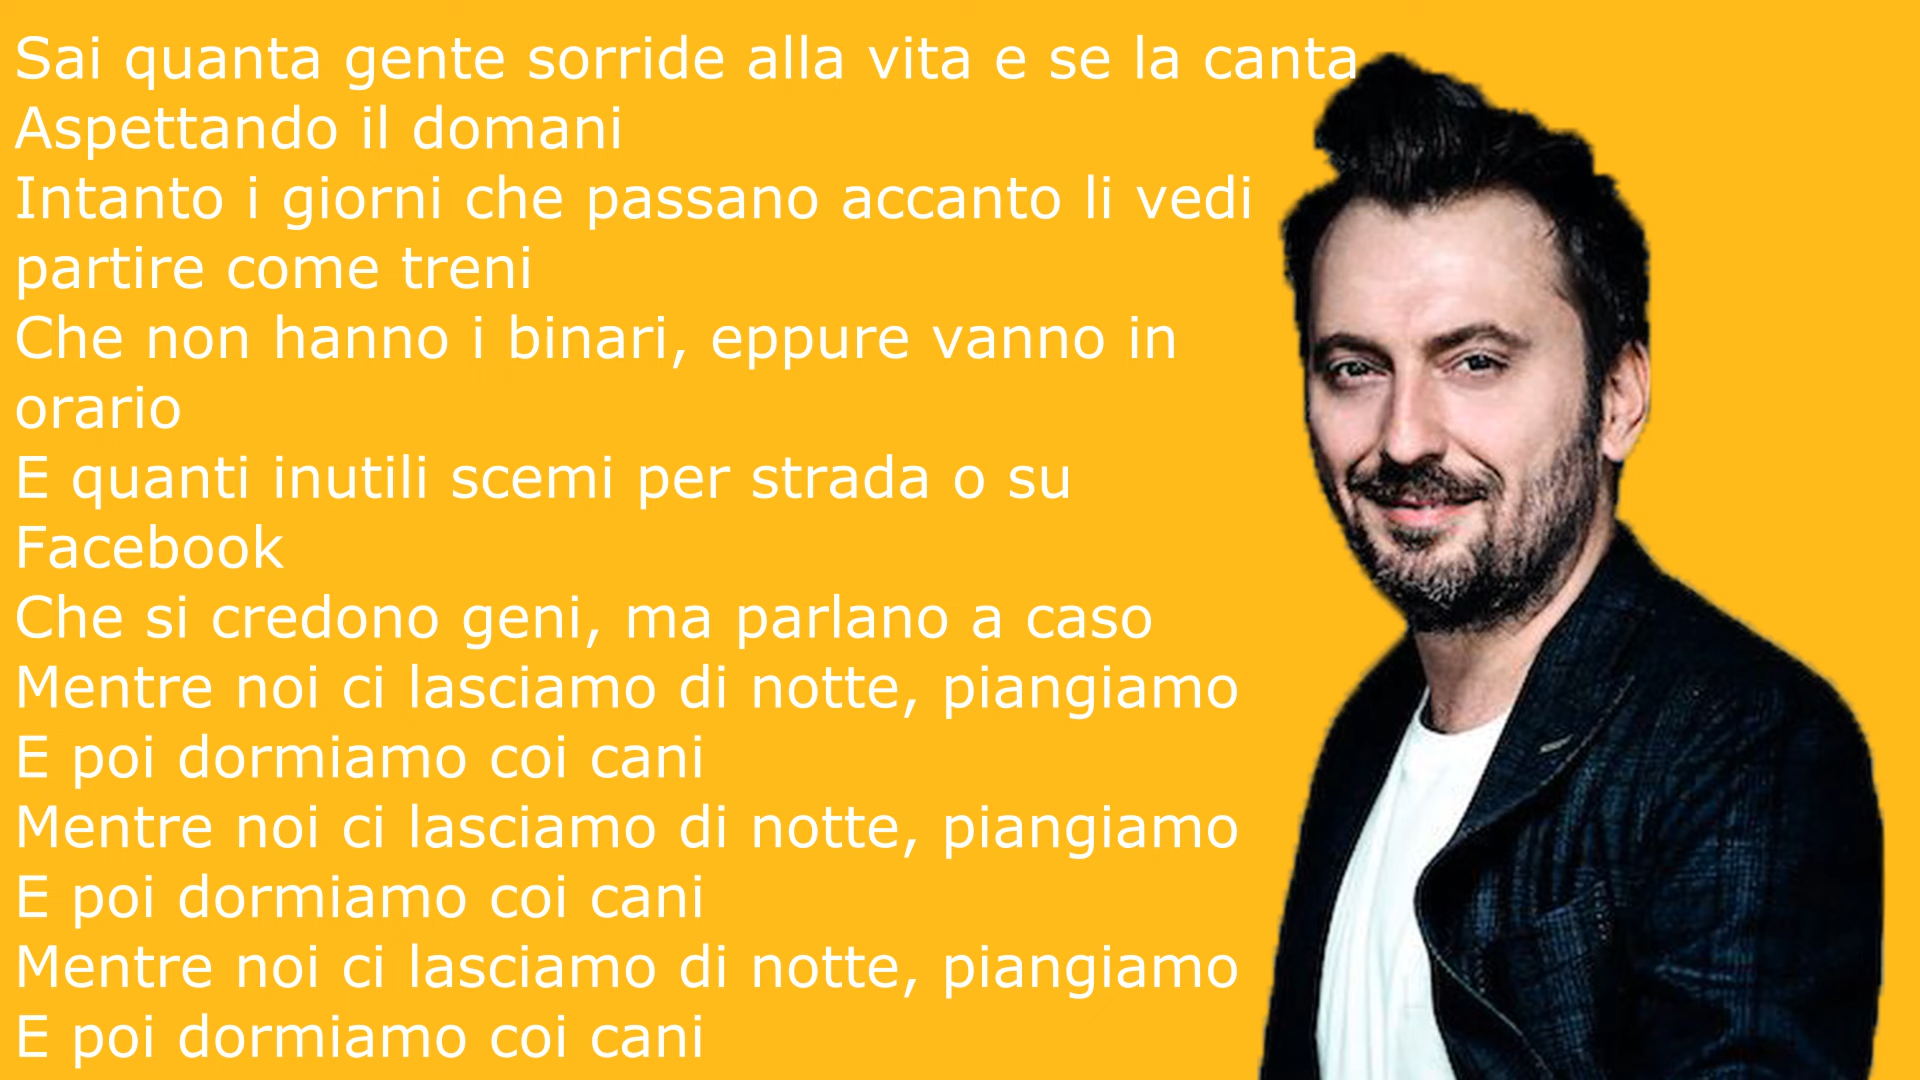 Sai quanta gente sorride alla vita e se la canta
Aspettando il domani
Intanto i giorni che passano accanto li vedi
partire come treni
Che non hanno i binari, eppure vanno in
orario
E quanti inutili scemi per strada o su
Facebook
Che si credono geni, ma parlano a caso
Mentre noi ci lasciamo di notte, piangiamo
E poi dormiamo coi cani
Mentre noi ci lasciamo di notte, piangiamo
E poi dormiamo coi cani
Mentre noi ci lasciamo di notte, piangiamo
E poi dormiamo coi cani